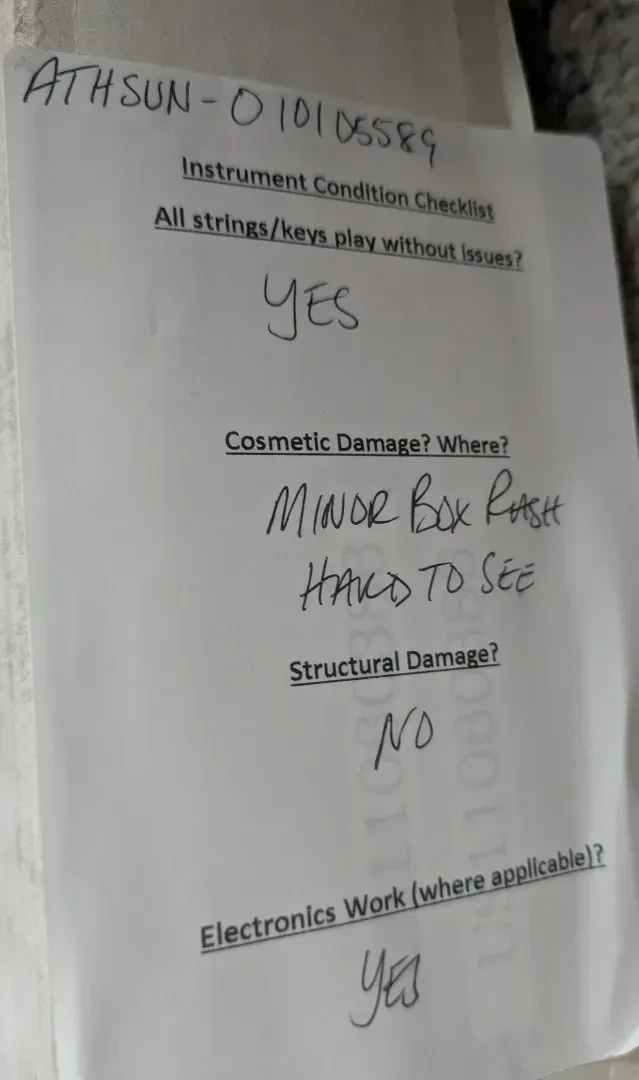 ATHSUN-010105589
Instrument Condition Checklist
All strings/keys play without issues?
YES
Cosmetic Damage? Where?
MINOR BOX RASH
HARD TO SEE
Structural Damage?
NO
Electronics Work (where applicable)?
YES